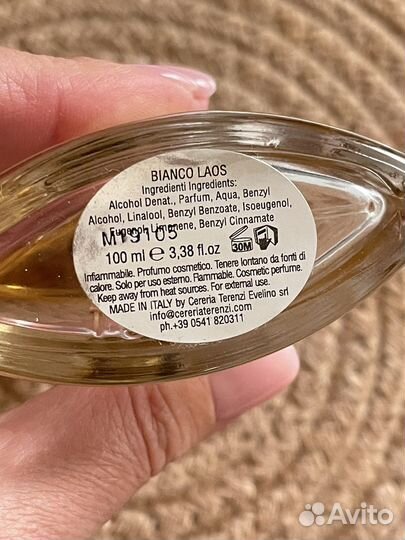 BIANCO LAOS
Ingredienti Ingredients:
Alcohol Denat., Parfum, Aqua, Benzyl
Alcohol, Linalool, Benzyl Benzoate, Isoeugenol,
Eugenol, Limonene, Benzyl Cinnamate
M19105
100 ml ℮ 3,38 fl.oz
30M
Infiammabile. Profumo cosmetico. Tenere lontano da fonti di
calore. Solo per uso esterno. Flammable. Cosmetic perfume.
Keep away from heat sources. For external use only.
MADE IN ITALY by Cereria Terenzi Evelino srl
info@cereriaterenzi.com
ph.+39 0541 820311
Avito